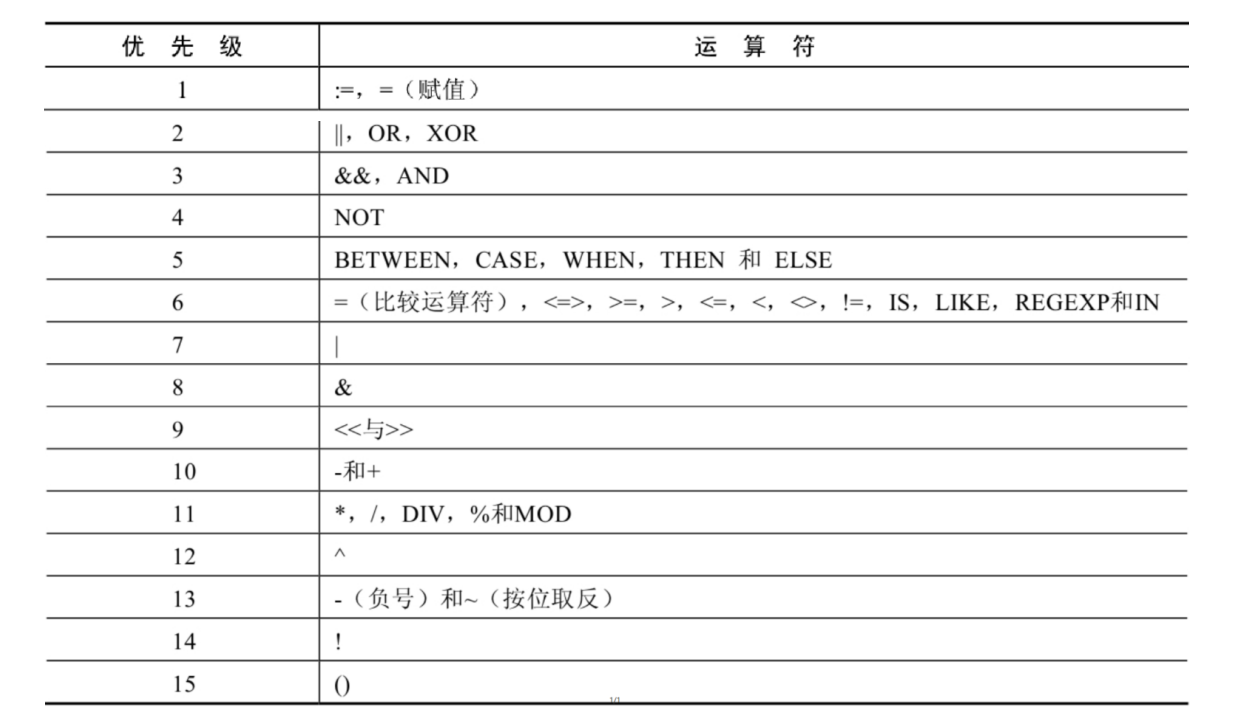 优 先 级 运 算 符
1 :=, =（赋值）
2 ||, OR, XOR
3 &&, AND
4 NOT
5 BETWEEN, CASE, WHEN, THEN 和 ELSE
6 =（比较运算符）, <=>, >=, >, <=, <, <>, !=, IS, LIKE, REGEXP和IN
7 |
8 &
9 <<与>>
10 -和+
11 *, /, DIV, %和MOD
12 ^
13 -（负号）和~（按位取反）
14 !
15 ()